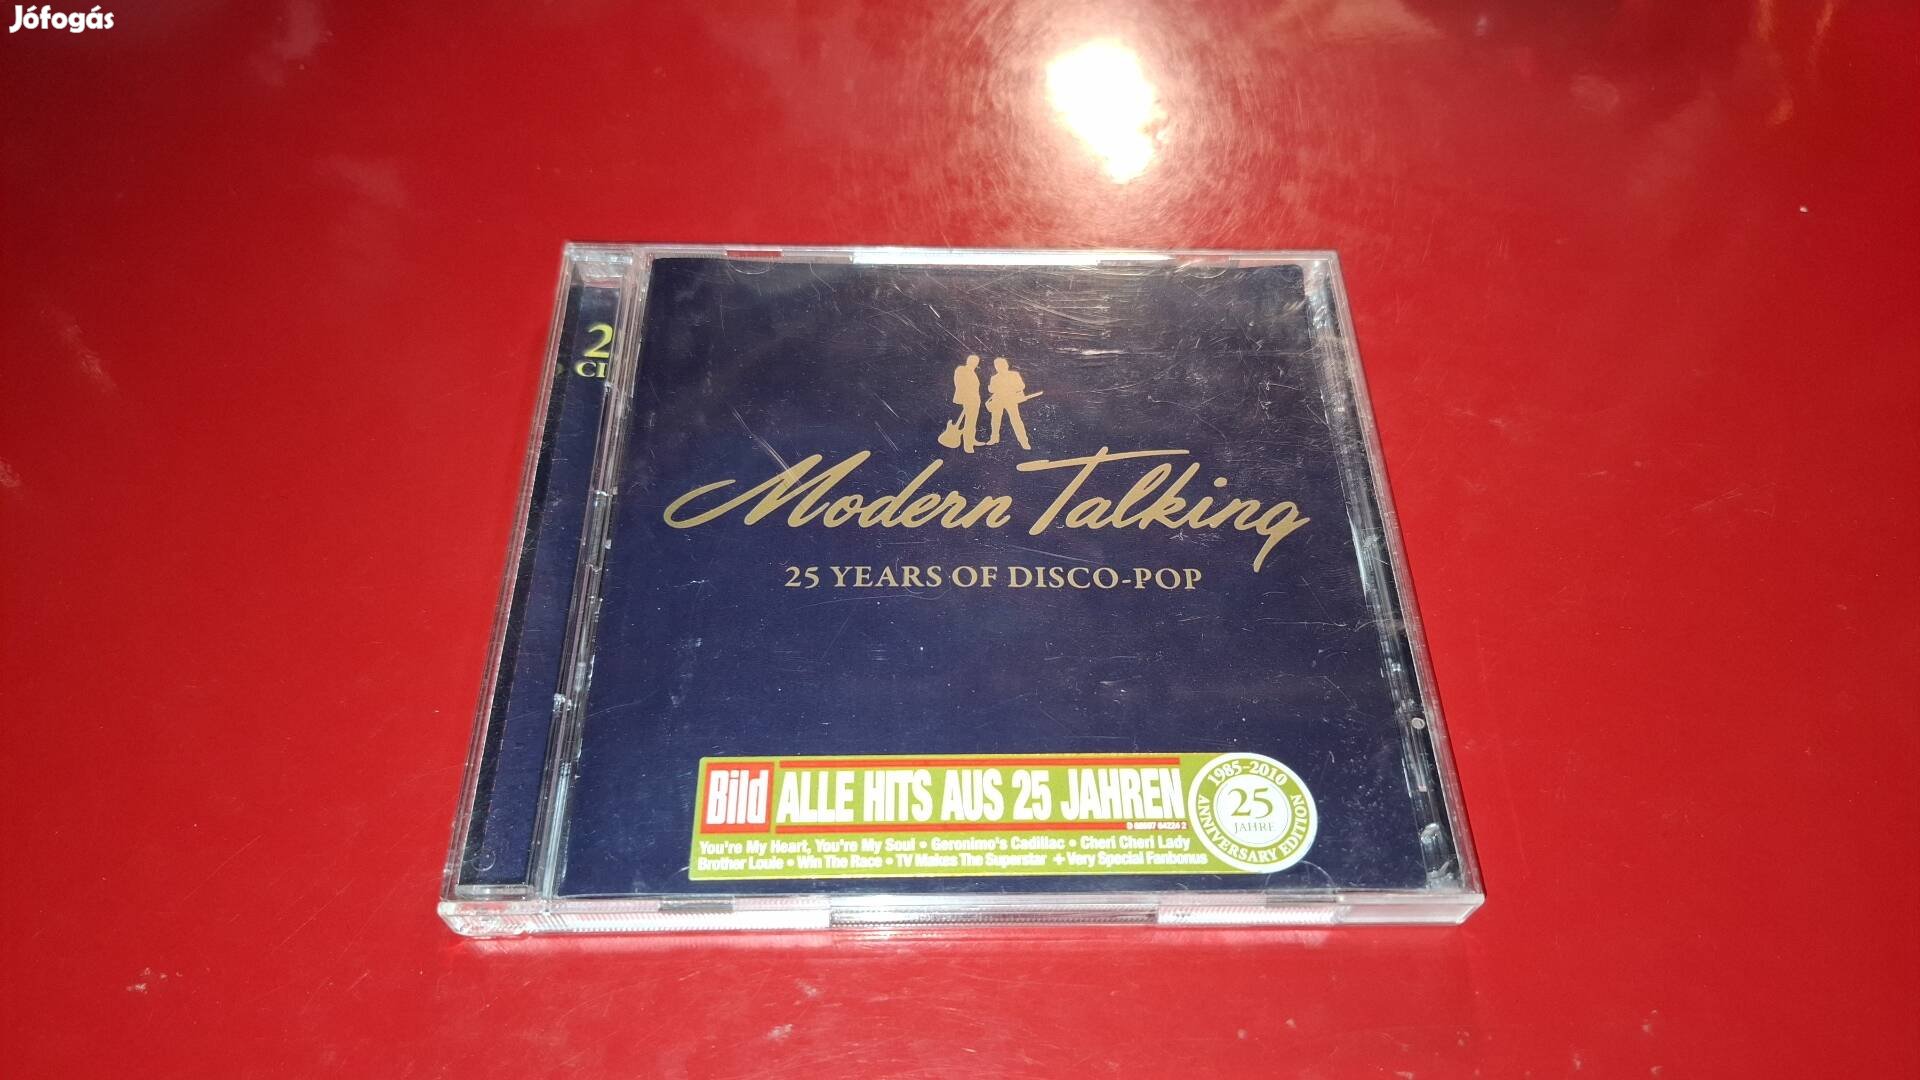 Jófogás
2
CD
Modern Talking
25 YEARS OF DISCO-POP
Bild ALLE HITS AUS 25 JAHREN
You're My Heart, You're My Soul • Geronimo's Cadillac • Cheri Cheri Lady
Brother Louie • Win The Race • TV Makes The Superstar + Very Special Fanbonus
1985-2010
25
JAHRE
ANNIVERSARY EDITION